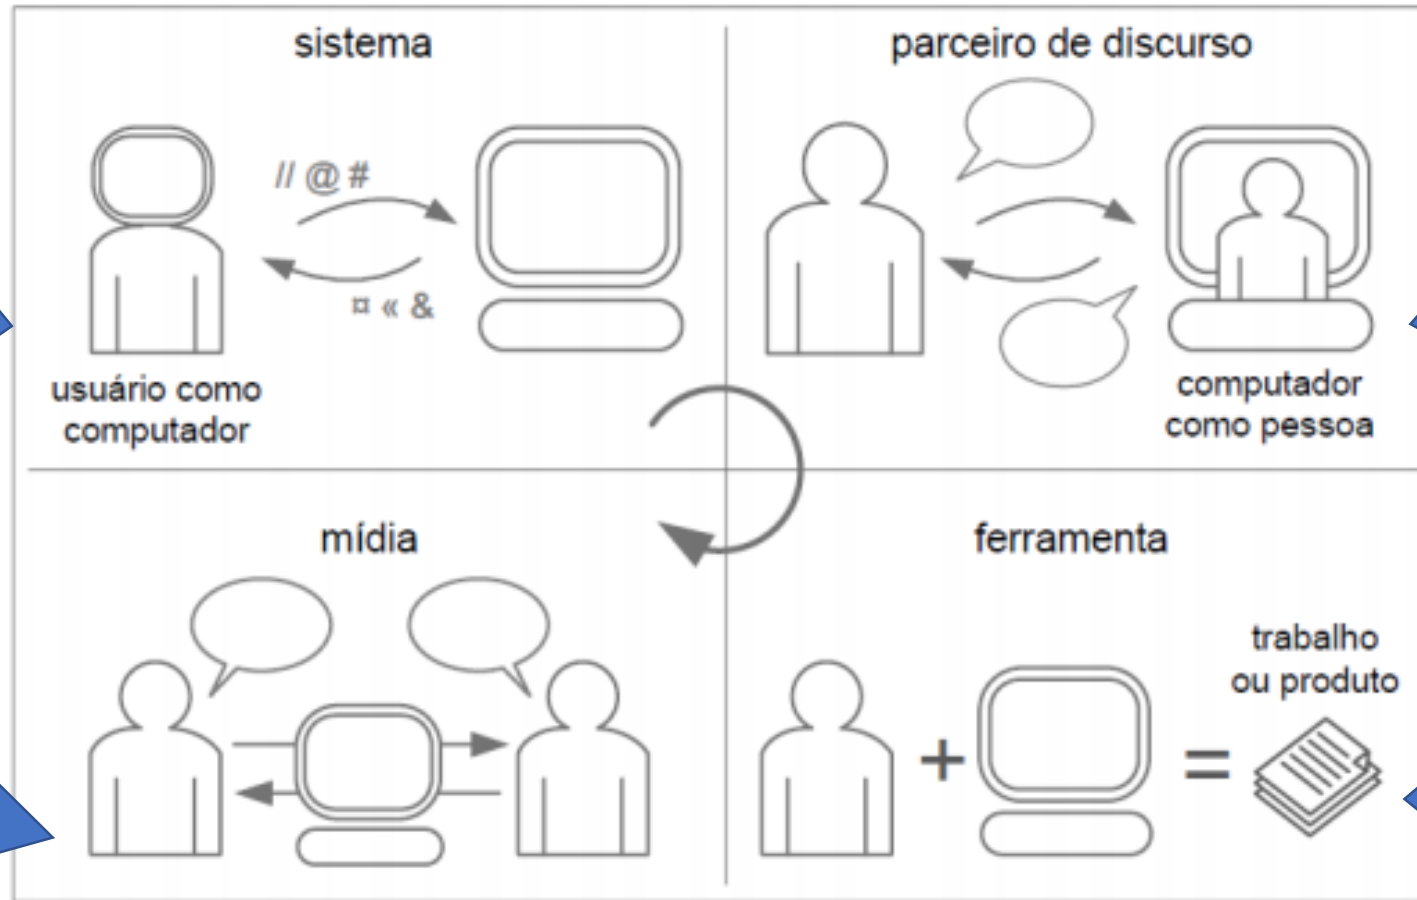 sistema
// @ #
¤ « &
usuário como
computador
parceiro de discurso
computador
como pessoa
mídia
ferramenta
trabalho
ou produto
+
=